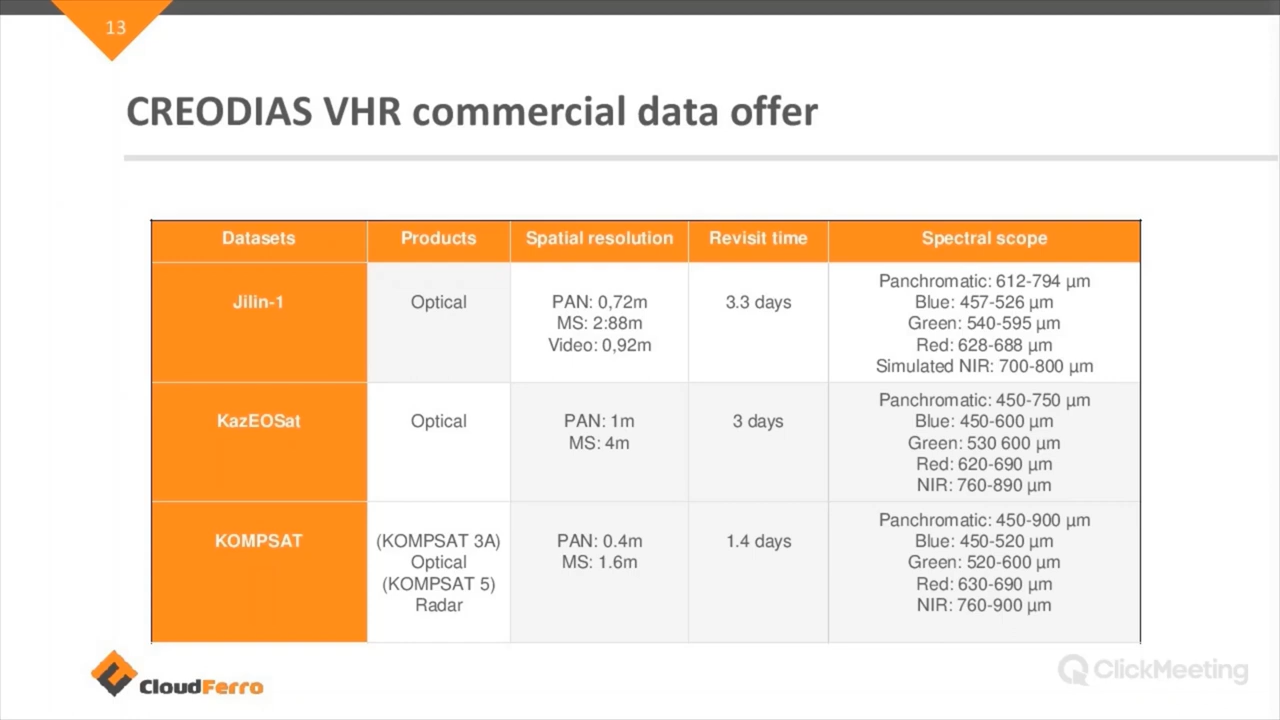 13
CREODIAS VHR commercial data offer
Datasets Products Spatial resolution Revisit time Spectral scope
Jilin-1
Optical
PAN: 0,72m
MS: 2:88m
Video: 0,92m
3.3 days
Panchromatic: 612-794 µm
Blue: 457-526 µm
Green: 540-595 µm
Red: 628-688 µm
Simulated NIR: 700-800 µm
KazEOSat
Optical
PAN: 1m
MS: 4m
3 days
Panchromatic: 450-750 µm
Blue: 450-600 µm
Green: 530 600 µm
Red: 620-690 µm
NIR: 760-890 µm
KOMPSAT
(KOMPSAT 3A)
Optical
(KOMPSAT 5)
Radar
PAN: 0.4m
MS: 1.6m
1.4 days
Panchromatic: 450-900 µm
Blue: 450-520 µm
Green: 520-600 µm
Red: 630-690 µm
NIR: 760-900 µm
CloudFerro
ClickMeeting